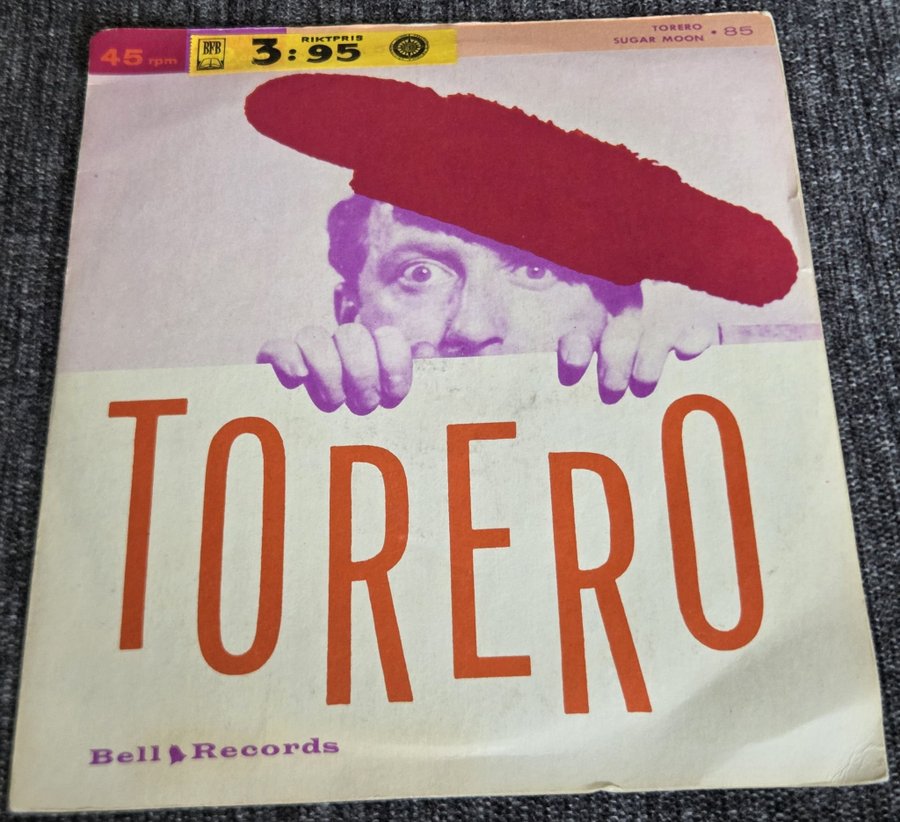 45 rpm
BFB
RIKTPRIS
3:95
TORERO
SUGAR MOON • 85
TORERO
Bell Records